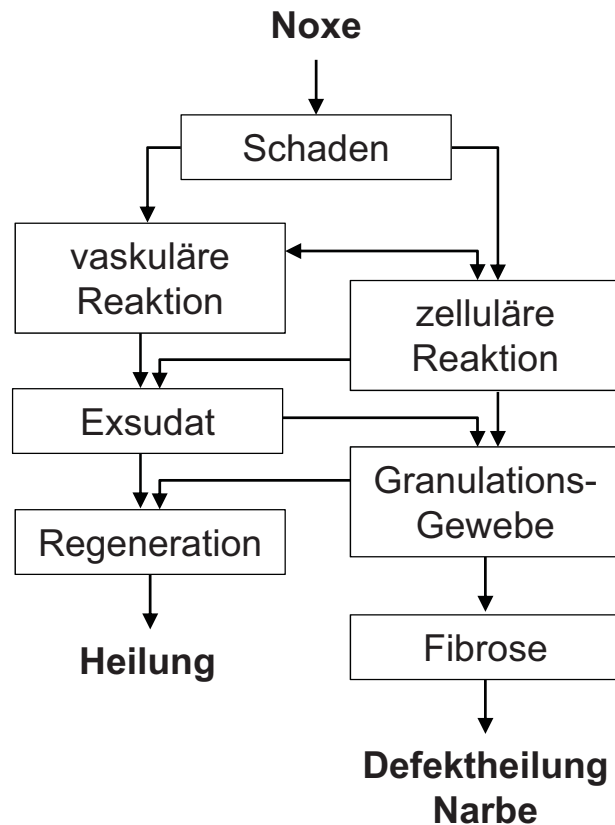 Noxe
Schaden
vaskuläre
Reaktion
zelluläre
Reaktion
Exsudat
Granulations-
Gewebe
Regeneration
Fibrose
Heilung
Defektheilung
Narbe